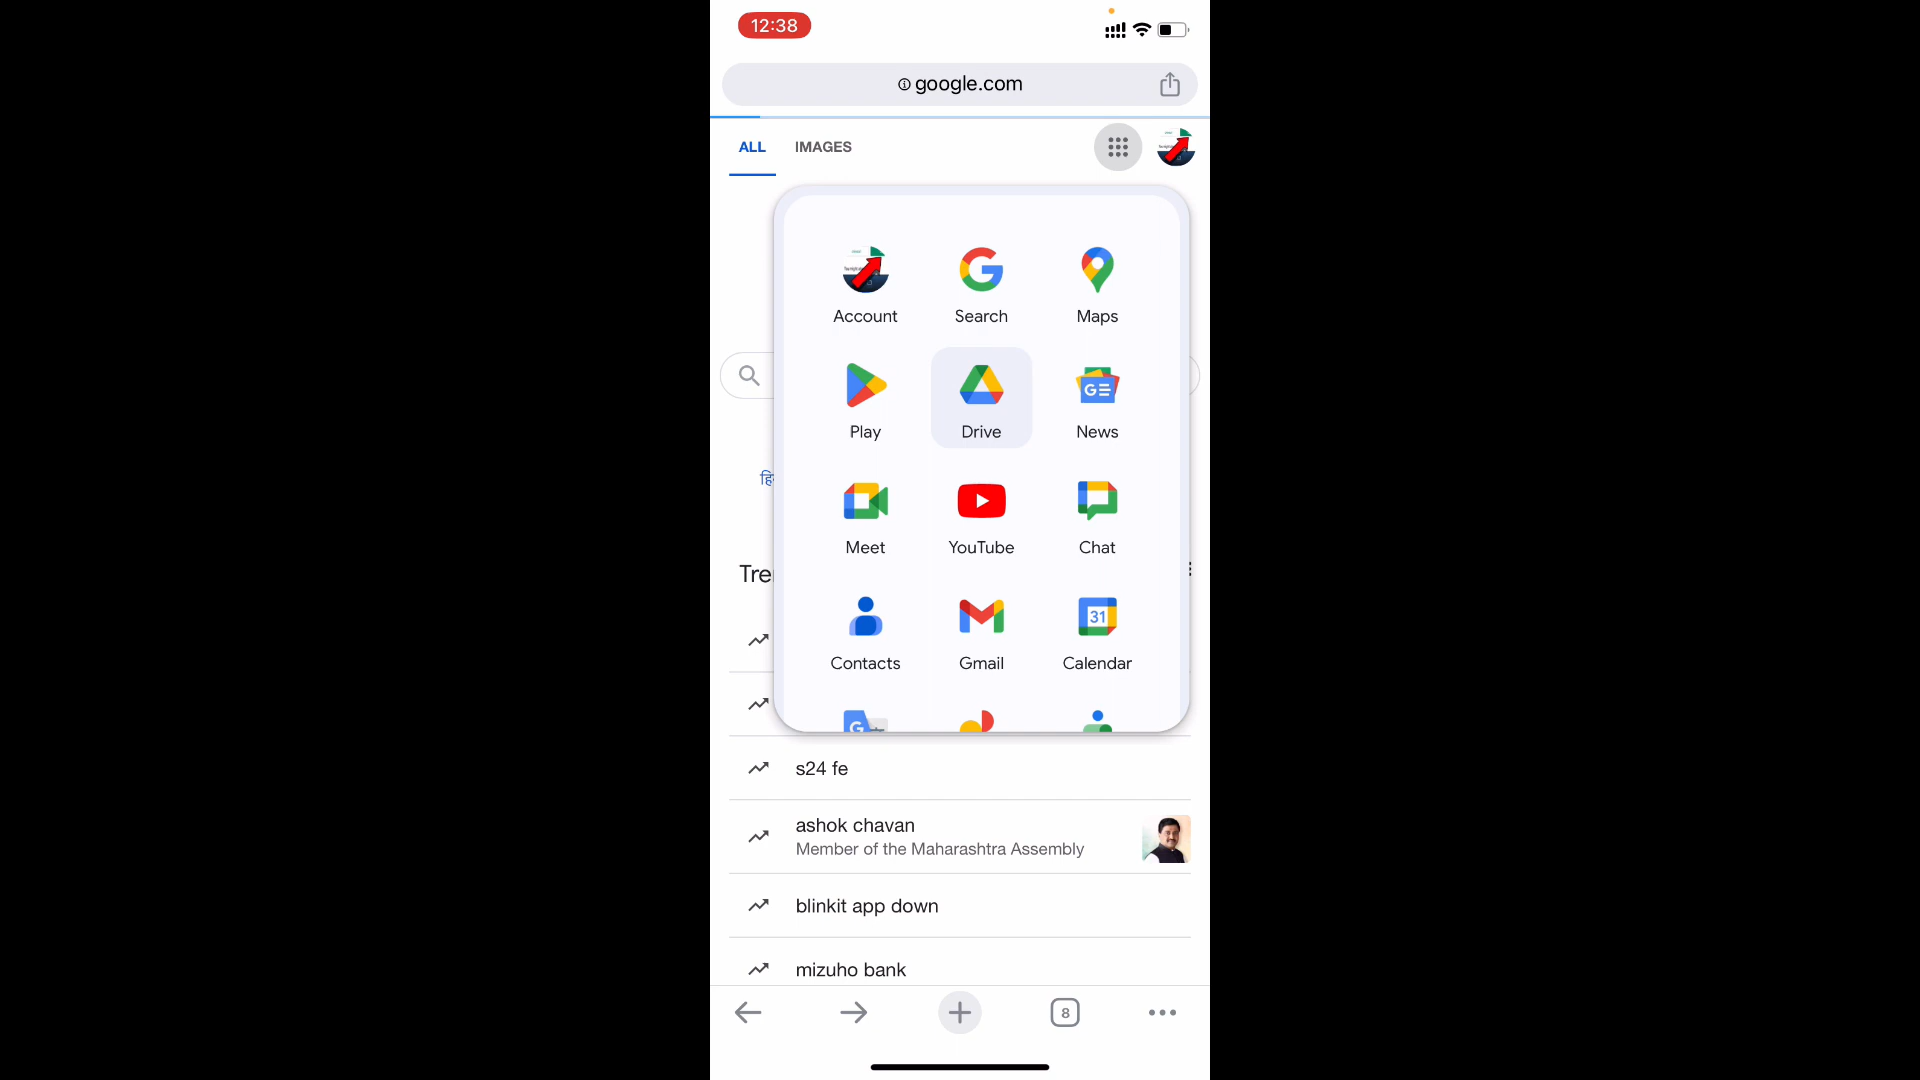 12:38
google.com
ALL IMAGES
Account Search Maps
Play Drive News
Meet YouTube Chat
Contacts Gmail Calendar
हि
Tre
31
G
s24 fe
ashok chavan
Member of the Maharashtra Assembly
blinkit app down
mizuho bank
8